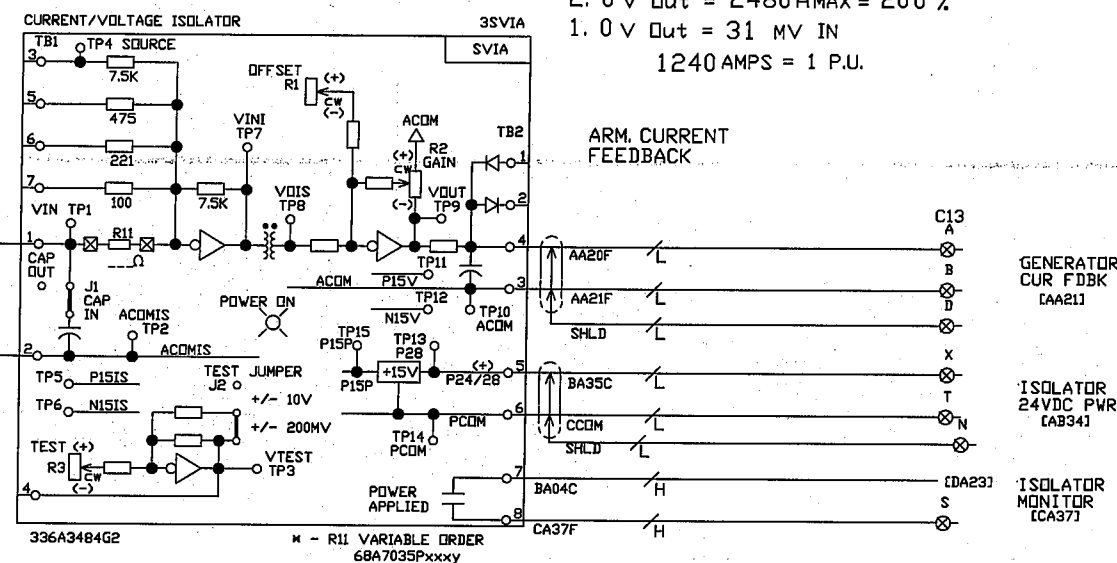 CURRENT/VOLTAGE ISOLATOR
3SVIA
SVIA
2. 0 V Out = 2480 AMAX = 200 %
1. 0 V Out = 31 MV IN
1240 AMPS = 1 P.U.
TB1
TP4 SOURCE
3
7.5K
5
475
6
221
7
100
7.5K
OFFSET
R1
(+)
CW
(-)
VINI
TP7
ACOM
R2
GAIN
(+)
CW
(-)
TB2
1
2
ARM. CURRENT
FEEDBACK
VIN TP1
VOIS
TP8
VOUT
TP9
1
R11
___Ω
CAP
OUT
J1
CAP
IN
4
AA20F
L
C13
A
B
GENERATOR
CUR FDBK
[AA21]
TP11
P15V
ACOM
3
AA21F
L
D
POWER ON
TP12
N15V
TP10
ACOM
SHLD
L
ACOMIS
TP2
2
ACOMIS
TP15
P15P
TP13
P28
X
TP5
P15IS
TEST JUMPER
J2
P15P
+15V
(+)
P24/28
5
BA35C
L
ISOLATOR
24VDC PWR
[AB34]
TP6
N15IS
+/- 10V
T
+/- 200MV
PCOM
6
CCOM
L
N
TP14
PCOM
SHLD
L
TEST (+)
R3
CW
(-)
VTEST
TP3
4
POWER
APPLIED
7
BA04C
H
[DA23]
ISOLATOR
MONITOR
[CA37]
S
8
CA37F
H
336A3484G2
* - R11 VARIABLE ORDER
68A7035Pxxxy